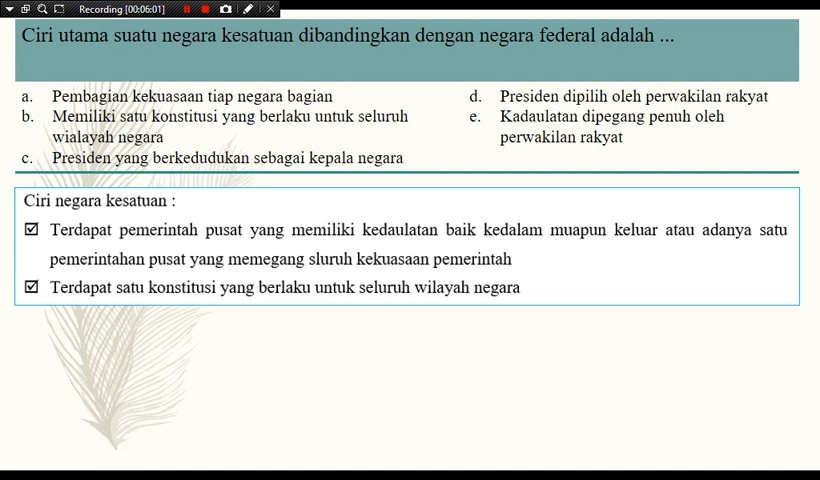 Recording [00:06:01]
Ciri utama suatu negara kesatuan dibandingkan dengan negara federal adalah ...
a. Pembagian kekuasaan tiap negara bagian
b. Memiliki satu konstitusi yang berlaku untuk seluruh
wialayah negara
c. Presiden yang berkedudukan sebagai kepala negara
d. Presiden dipilih oleh perwakilan rakyat
e. Kadaulatan dipegang penuh oleh
perwakilan rakyat
Ciri negara kesatuan :
Terdapat pemerintah pusat yang memiliki kedaulatan baik kedalam muapun keluar atau adanya satu
pemerintahan pusat yang memegang sluruh kekuasaan pemerintah
Terdapat satu konstitusi yang berlaku untuk seluruh wilayah negara